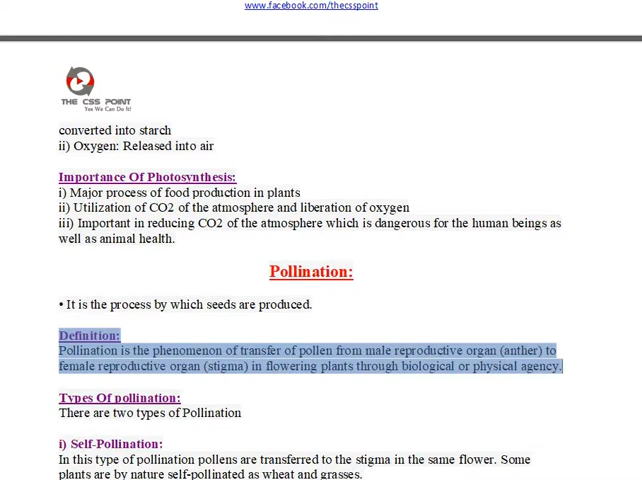 www.facebook.com/thecsspoint
THE CSS POINT
Yes We Can Do It!
converted into starch
ii) Oxygen: Released into air
Importance Of Photosynthesis:
i) Major process of food production in plants
ii) Utilization of CO2 of the atmosphere and liberation of oxygen
iii) Important in reducing CO2 of the atmosphere which is dangerous for the human beings as
well as animal health.
Pollination:
• It is the process by which seeds are produced.
Definition:
Pollination is the phenomenon of transfer of pollen from male reproductive organ (anther) to
female reproductive organ (stigma) in flowering plants through biological or physical agency.
Types Of pollination:
There are two types of Pollination
i) Self-Pollination:
In this type of pollination pollens are transferred to the stigma in the same flower. Some
plants are by nature self-pollinated as wheat and grasses.